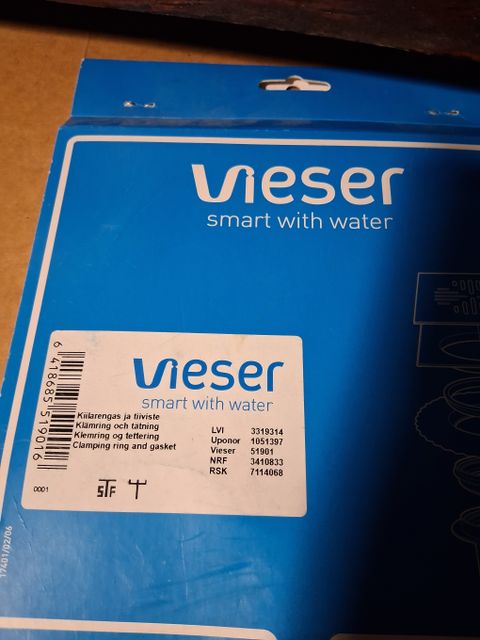 vieser
smart with water
vieser
smart with water
6 418685 519016
Kiilarengas ja tiiviste
Klämring och tätning
Klemring og tettering
Clamping ring and gasket
LVI 3319314
Uponor 1051397
Vieser 51901
NRF 3410833
RSK 7114068
0001
STF
17401/02/06